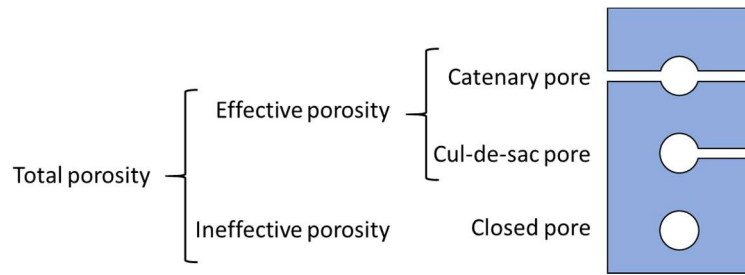 Catenary pore
Effective porosity
Cul-de-sac pore
Total porosity
Ineffective porosity
Closed pore